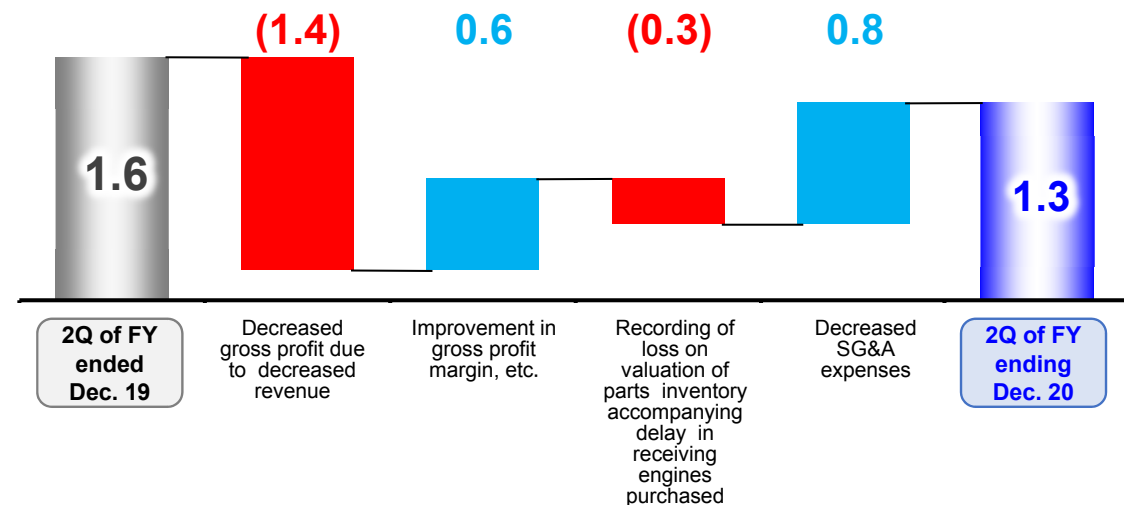 (1.4)
0.6
(0.3)
0.8
1.6
1.3
2Q of FY
ended
Dec. 19
Decreased
gross profit due
to decreased
revenue
Improvement in
gross profit
margin, etc.
Recording of
loss on
valuation of
parts inventory
accompanying
delay in
receiving
engines
purchased
Decreased
SG&A
expenses
2Q of FY
ending
Dec. 20